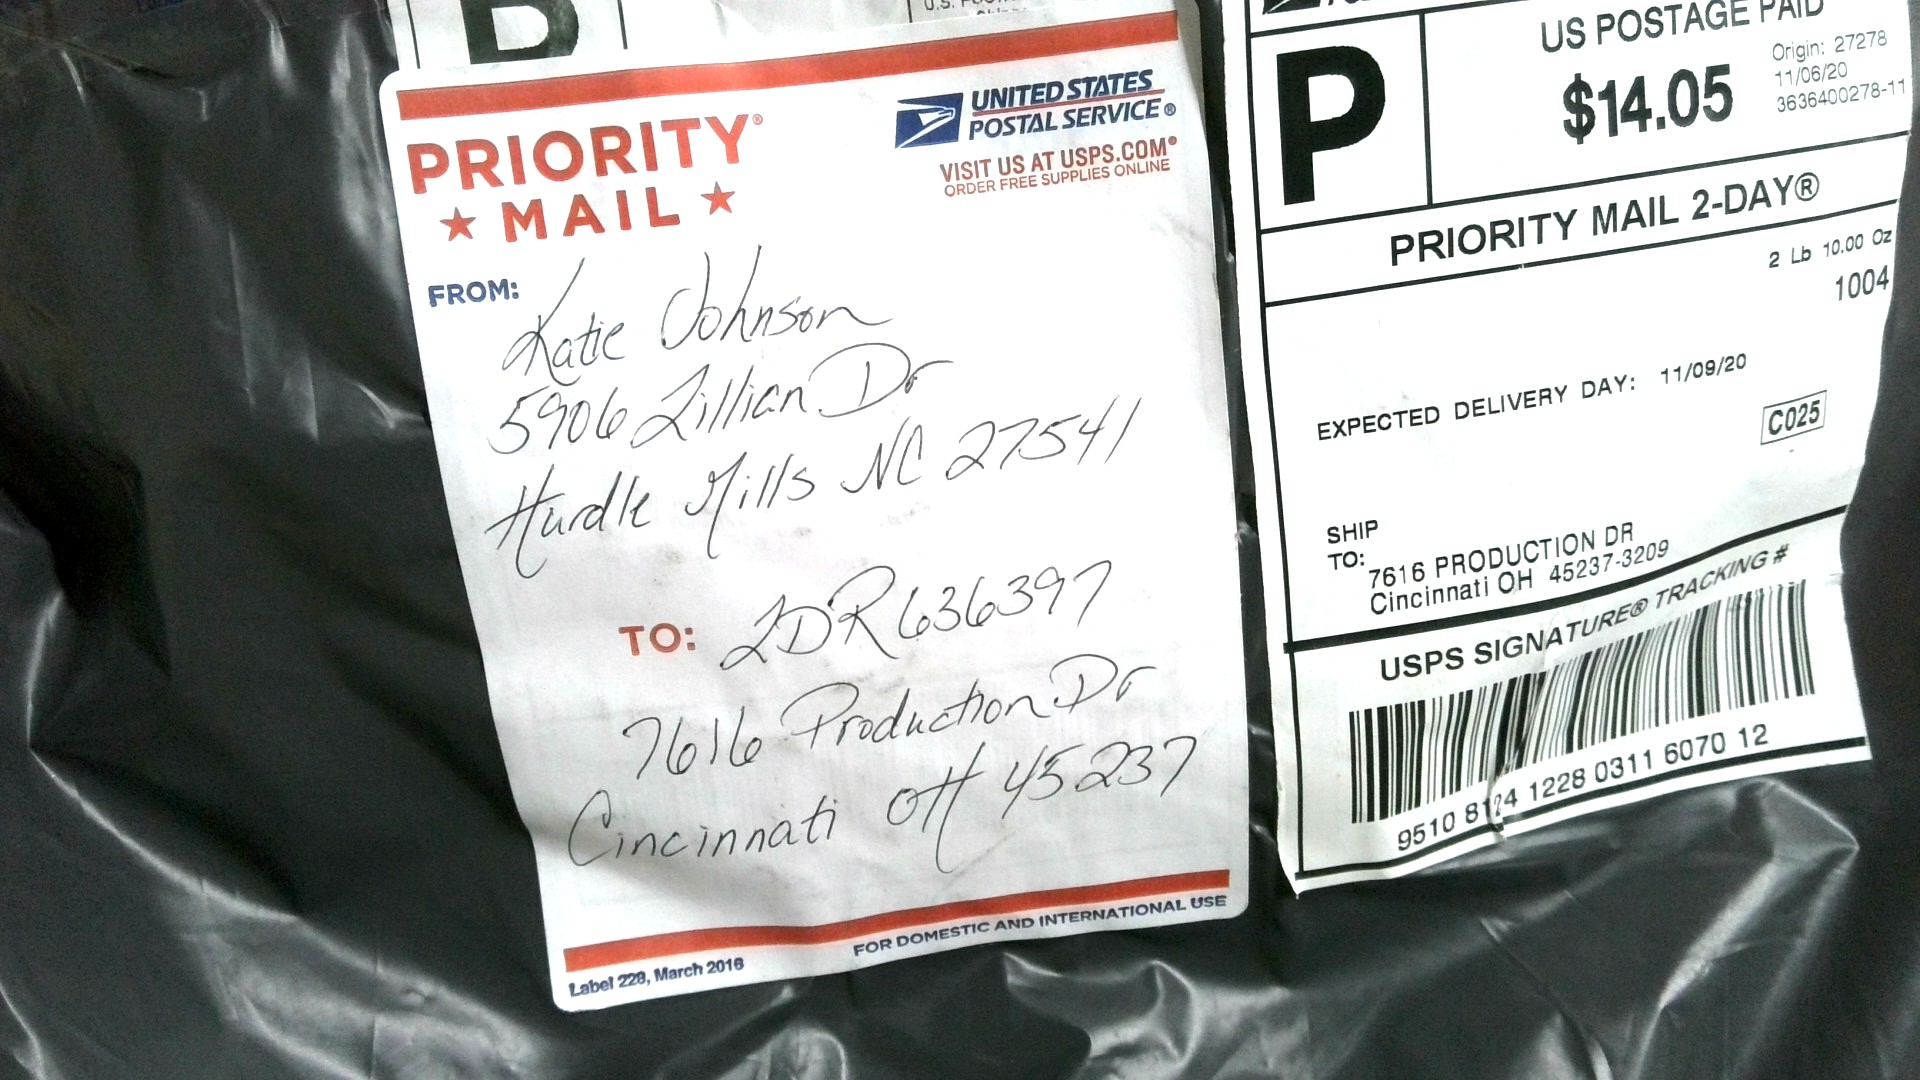 B
PRIORITY®
MAIL
UNITED STATES
POSTAL SERVICE®
VISIT US AT USPS.COM®
ORDER FREE SUPPLIES ONLINE
FROM:
Katie Johnson
5906 Lillian Dr
Hurdle Mills NC 27541
TO: LDR636397
7616 Production Dr
Cincinnati OH 45237
FOR DOMESTIC AND INTERNATIONAL USE
Label 228, March 2016
P
US POSTAGE PAID
$14.05
Origin: 27278
11/06/20
3636400278-11
PRIORITY MAIL 2-DAY®
2 Lb 10.00 Oz
1004
EXPECTED DELIVERY DAY: 11/09/20
C025
SHIP
TO:
7616 PRODUCTION DR
Cincinnati OH 45237-3209
USPS SIGNATURE® TRACKING #
9510 8124 1228 0311 6070 12